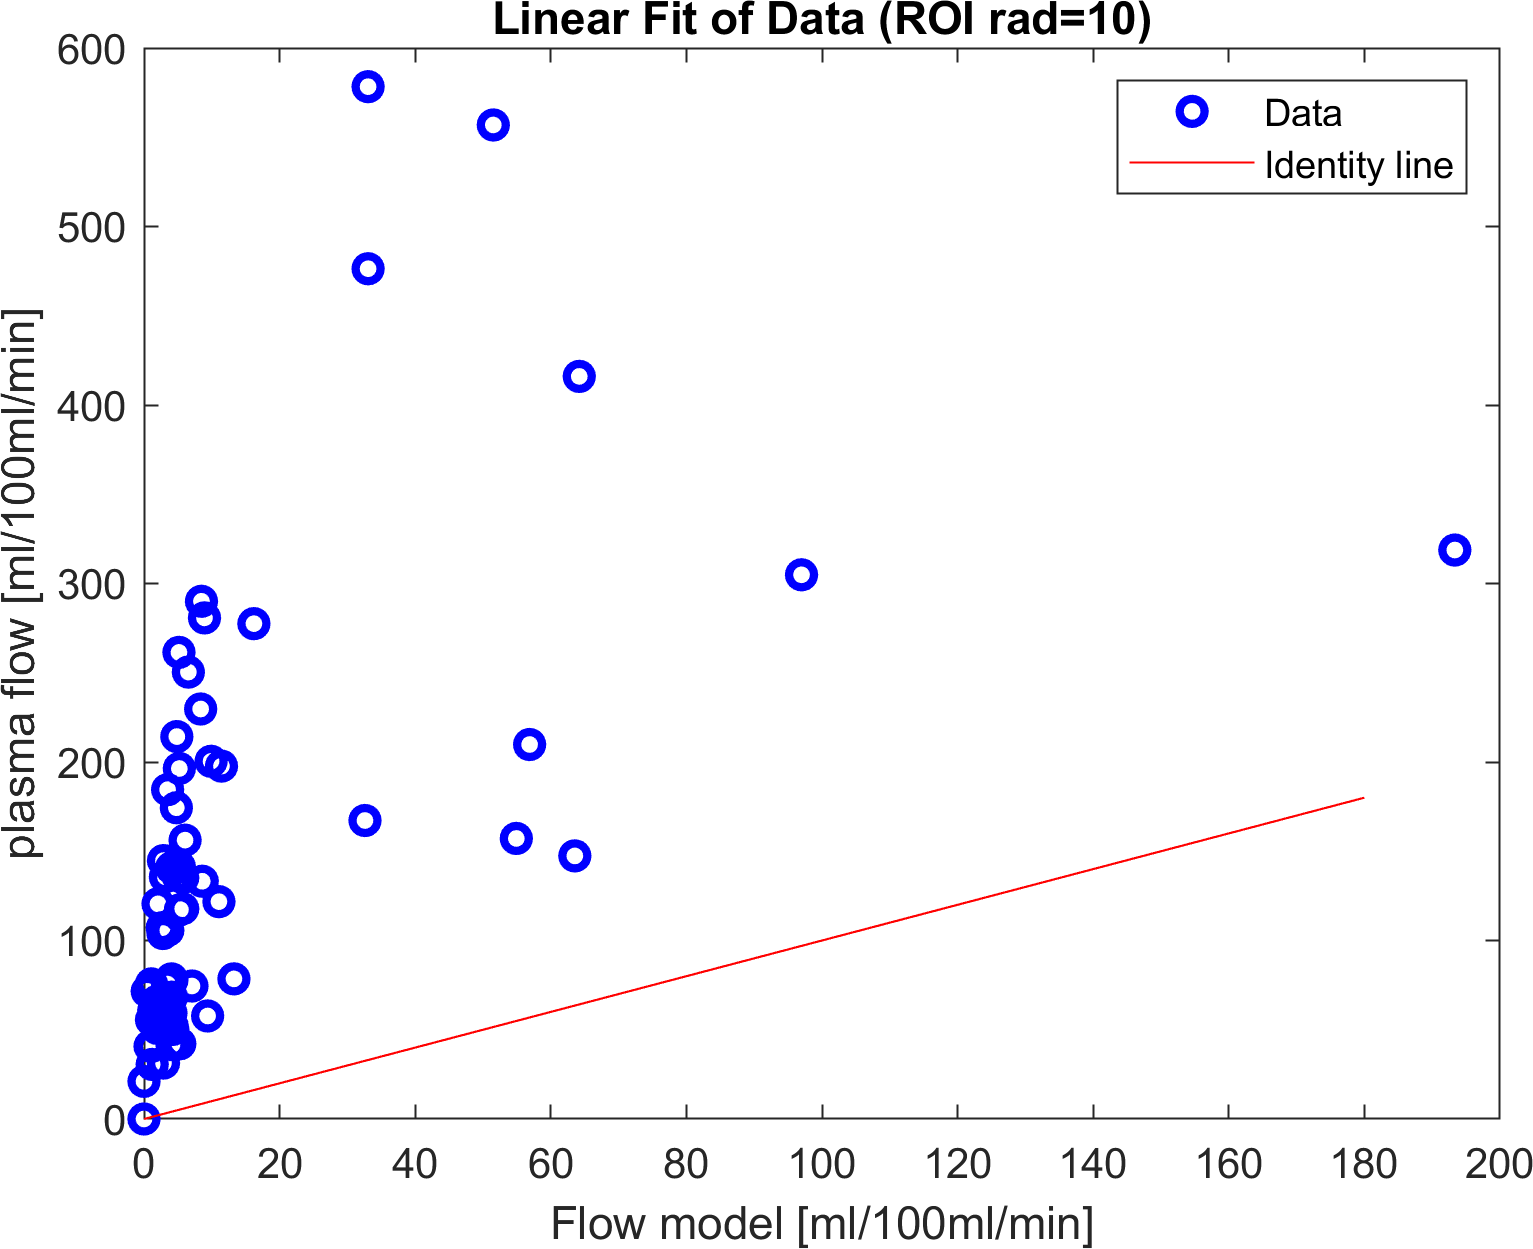 Linear Fit of Data (ROI rad=10)
600
500
400
300
200
100
0
0 20 40 60 80 100 120 140 160 180 200
plasma flow [ml/100ml/min]
Flow model [ml/100ml/min]
Data
Identity line